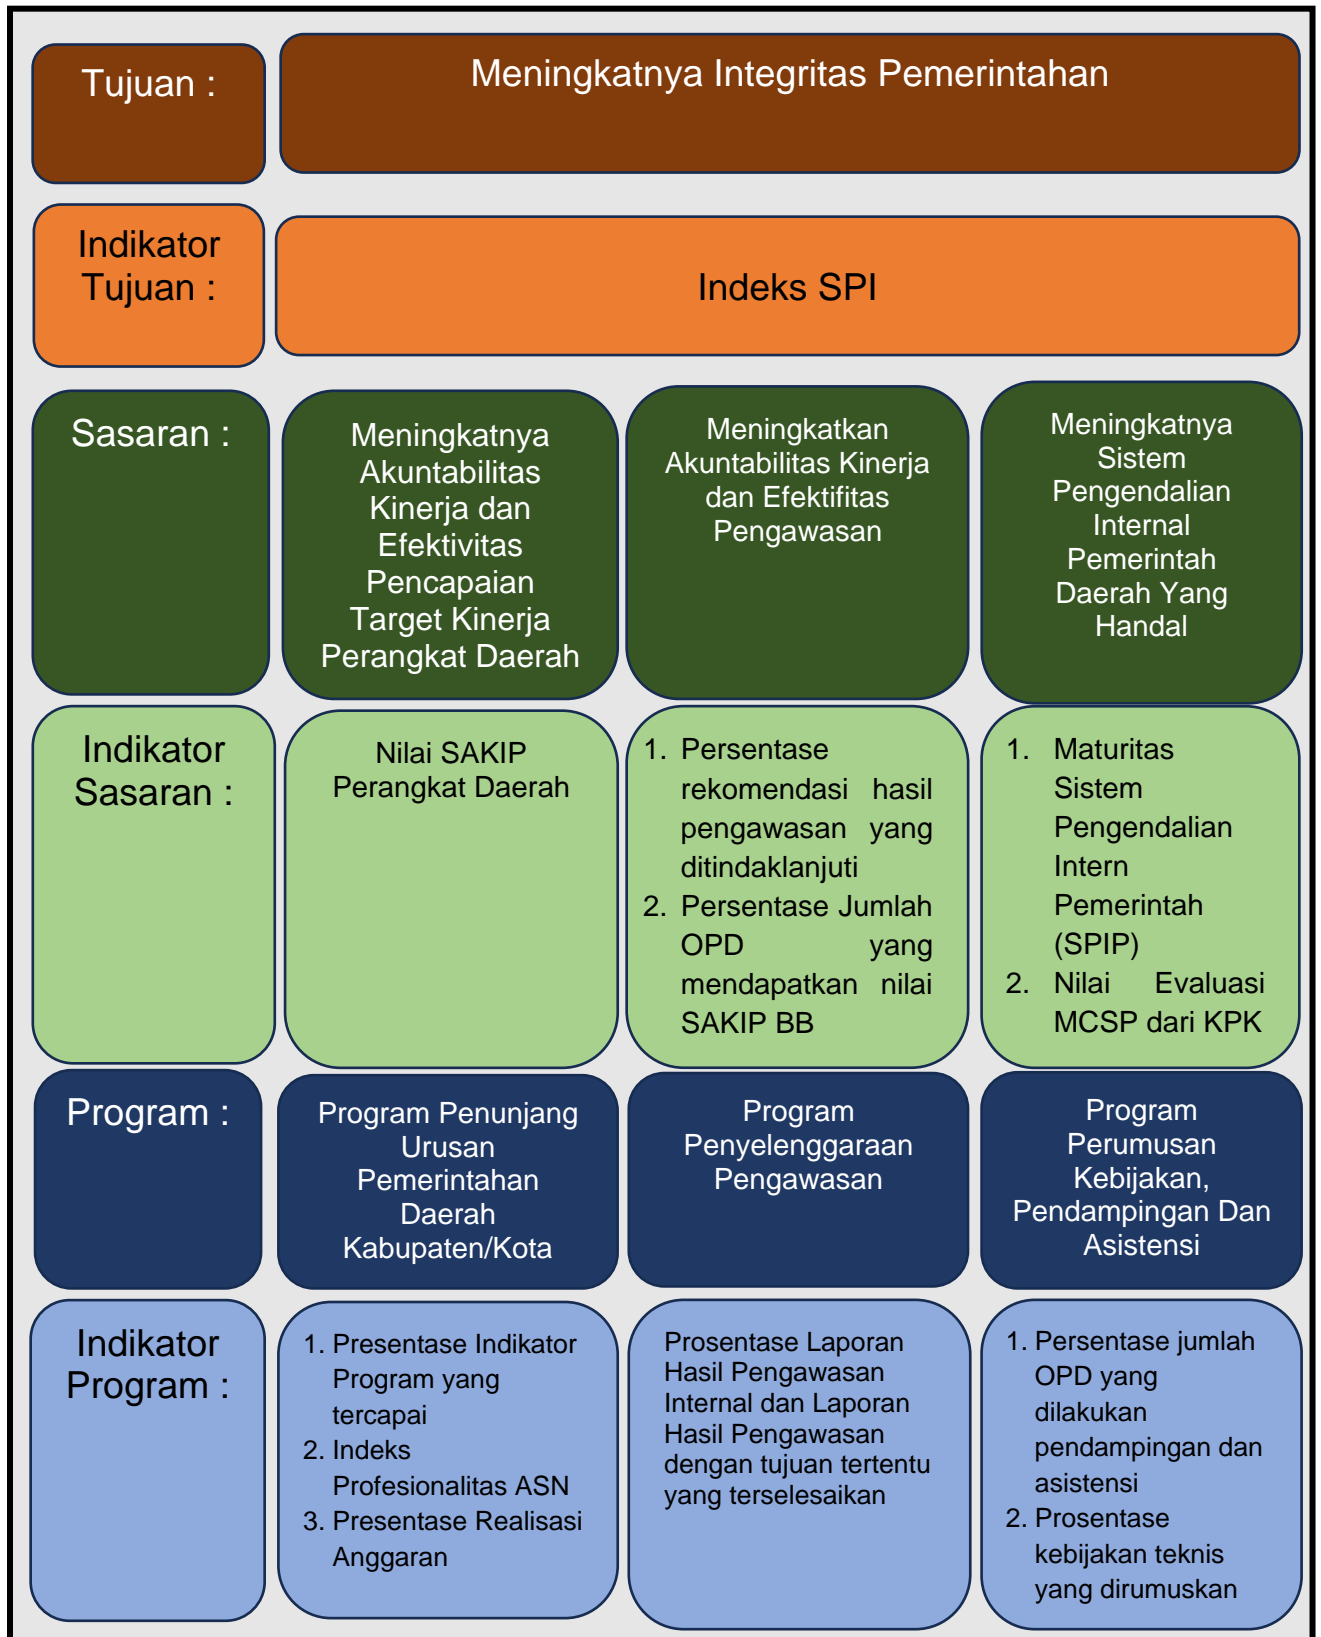 Tujuan :
Meningkatnya Integritas Pemerintahan
Indikator
Tujuan :
Indeks SPI
Sasaran :
Meningkatnya
Akuntabilitas
Kinerja dan
Efektivitas
Pencapaian
Target Kinerja
Perangkat Daerah
Meningkatkan
Akuntabilitas Kinerja
dan Efektifitas
Pengawasan
Meningkatnya
Sistem
Pengendalian
Internal
Pemerintah
Daerah Yang
Handal
Indikator
Sasaran :
Nilai SAKIP
Perangkat Daerah
1. Persentase
rekomendasi hasil
pengawasan yang
ditindaklanjuti
2. Persentase Jumlah
OPD yang
mendapatkan nilai
SAKIP BB
1. Maturitas
Sistem
Pengendalian
Intern
Pemerintah
(SPIP)
2. Nilai Evaluasi
MCSP dari KPK
Program :
Program Penunjang
Urusan
Pemerintahan
Daerah
Kabupaten/Kota
Program
Penyelenggaraan
Pengawasan
Program
Perumusan
Kebijakan,
Pendampingan Dan
Asistensi
Indikator
Program :
1. Presentase Indikator
Program yang
tercapai
2. Indeks
Profesionalitas ASN
3. Presentase Realisasi
Anggaran
Prosentase Laporan
Hasil Pengawasan
Internal dan Laporan
Hasil Pengawasan
dengan tujuan tertentu
yang terselesaikan
1. Persentase jumlah
OPD yang
dilakukan
pendampingan dan
asistensi
2. Prosentase
kebijakan teknis
yang dirumuskan